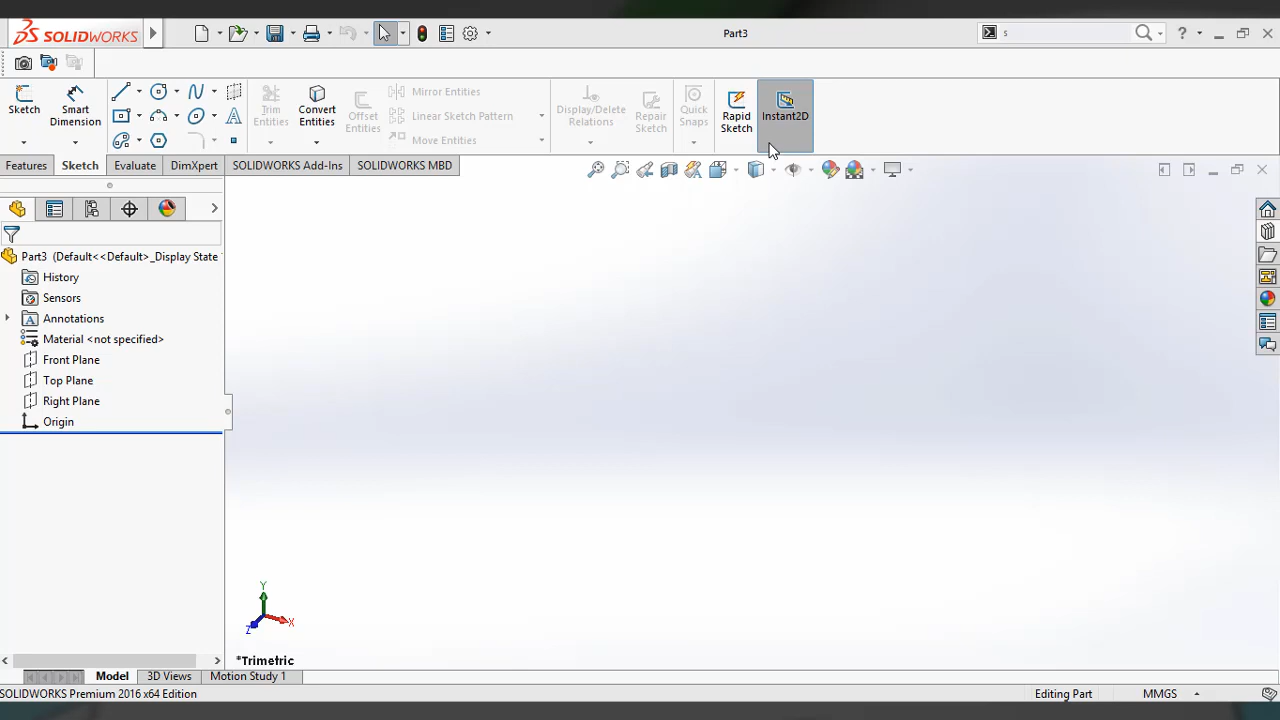 SOLIDWORKS
Part3
s
Sketch
Smart Dimension
Trim Entities
Convert Entities
Offset Entities
Mirror Entities
Linear Sketch Pattern
Move Entities
Display/Delete Relations
Repair Sketch
Quick Snaps
Rapid Sketch
Instant2D
Features
Sketch
Evaluate
DimXpert
SOLIDWORKS Add-Ins
SOLIDWORKS MBD
Part3 (Default<<Default>_Display State
History
Sensors
Annotations
Material <not specified>
Front Plane
Top Plane
Right Plane
Origin
Y
X
Z
*Trimetric
Model
3D Views
Motion Study 1
SOLIDWORKS Premium 2016 x64 Edition
Editing Part
MMGS